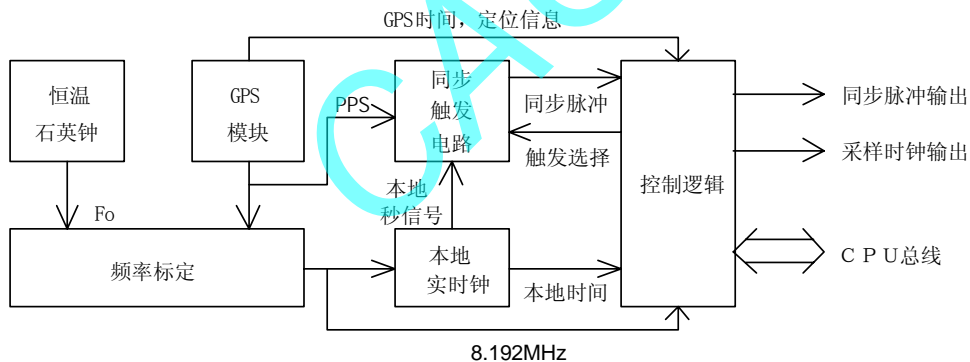 GPS时间，定位信息
恒温
石英钟
GPS
模块
PPS
同步
触发
电路
同步脉冲
触发选择
控制逻辑
同步脉冲输出
采样时钟输出
CPU总线
本地
秒信号
Fo
频率标定
本地
实时钟
本地时间
8.192MHz